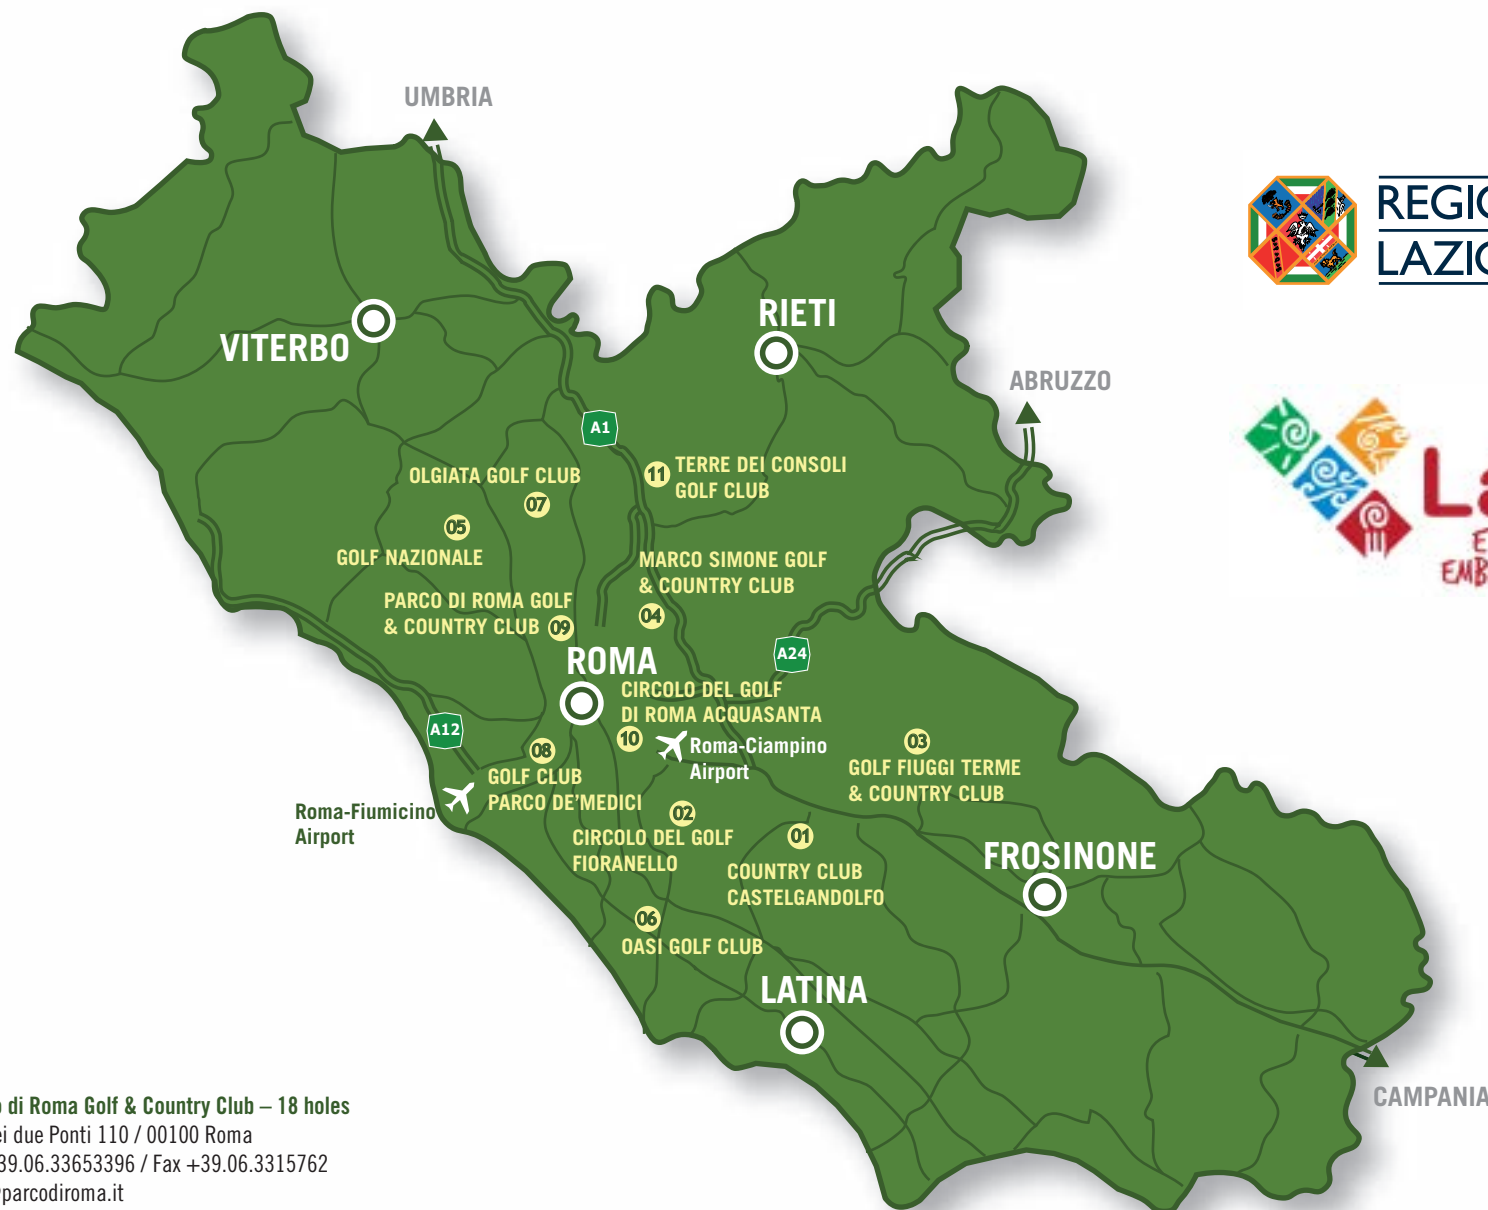 UMBRIA
REGIO
LAZIO
RIETI
VITERBO
ABRUZZO
A1
OLGIATA GOLF CLUB
07
11
TERRE DEI CONSOLI
GOLF CLUB
05
GOLF NAZIONALE
La
E
EMB
MARCO SIMONE GOLF
& COUNTRY CLUB
04
PARCO DI ROMA GOLF
& COUNTRY CLUB
09
ROMA
A24
CIRCOLO DEL GOLF
DI ROMA ACQUASANTA
10
Roma-Ciampino
Airport
A12
08
GOLF CLUB
PARCO DE'MEDICI
03
GOLF FIUGGI TERME
& COUNTRY CLUB
Roma-Fiumicino
Airport
02
CIRCOLO DEL GOLF
FIORANELLO
01
COUNTRY CLUB
CASTELGANDOLFO
FROSINONE
06
OASI GOLF CLUB
LATINA
CAMPANIA
o di Roma Golf & Country Club – 18 holes
ei due Ponti 110 / 00100 Roma
39.06.33653396 / Fax +39.06.3315762
@parcodiroma.it